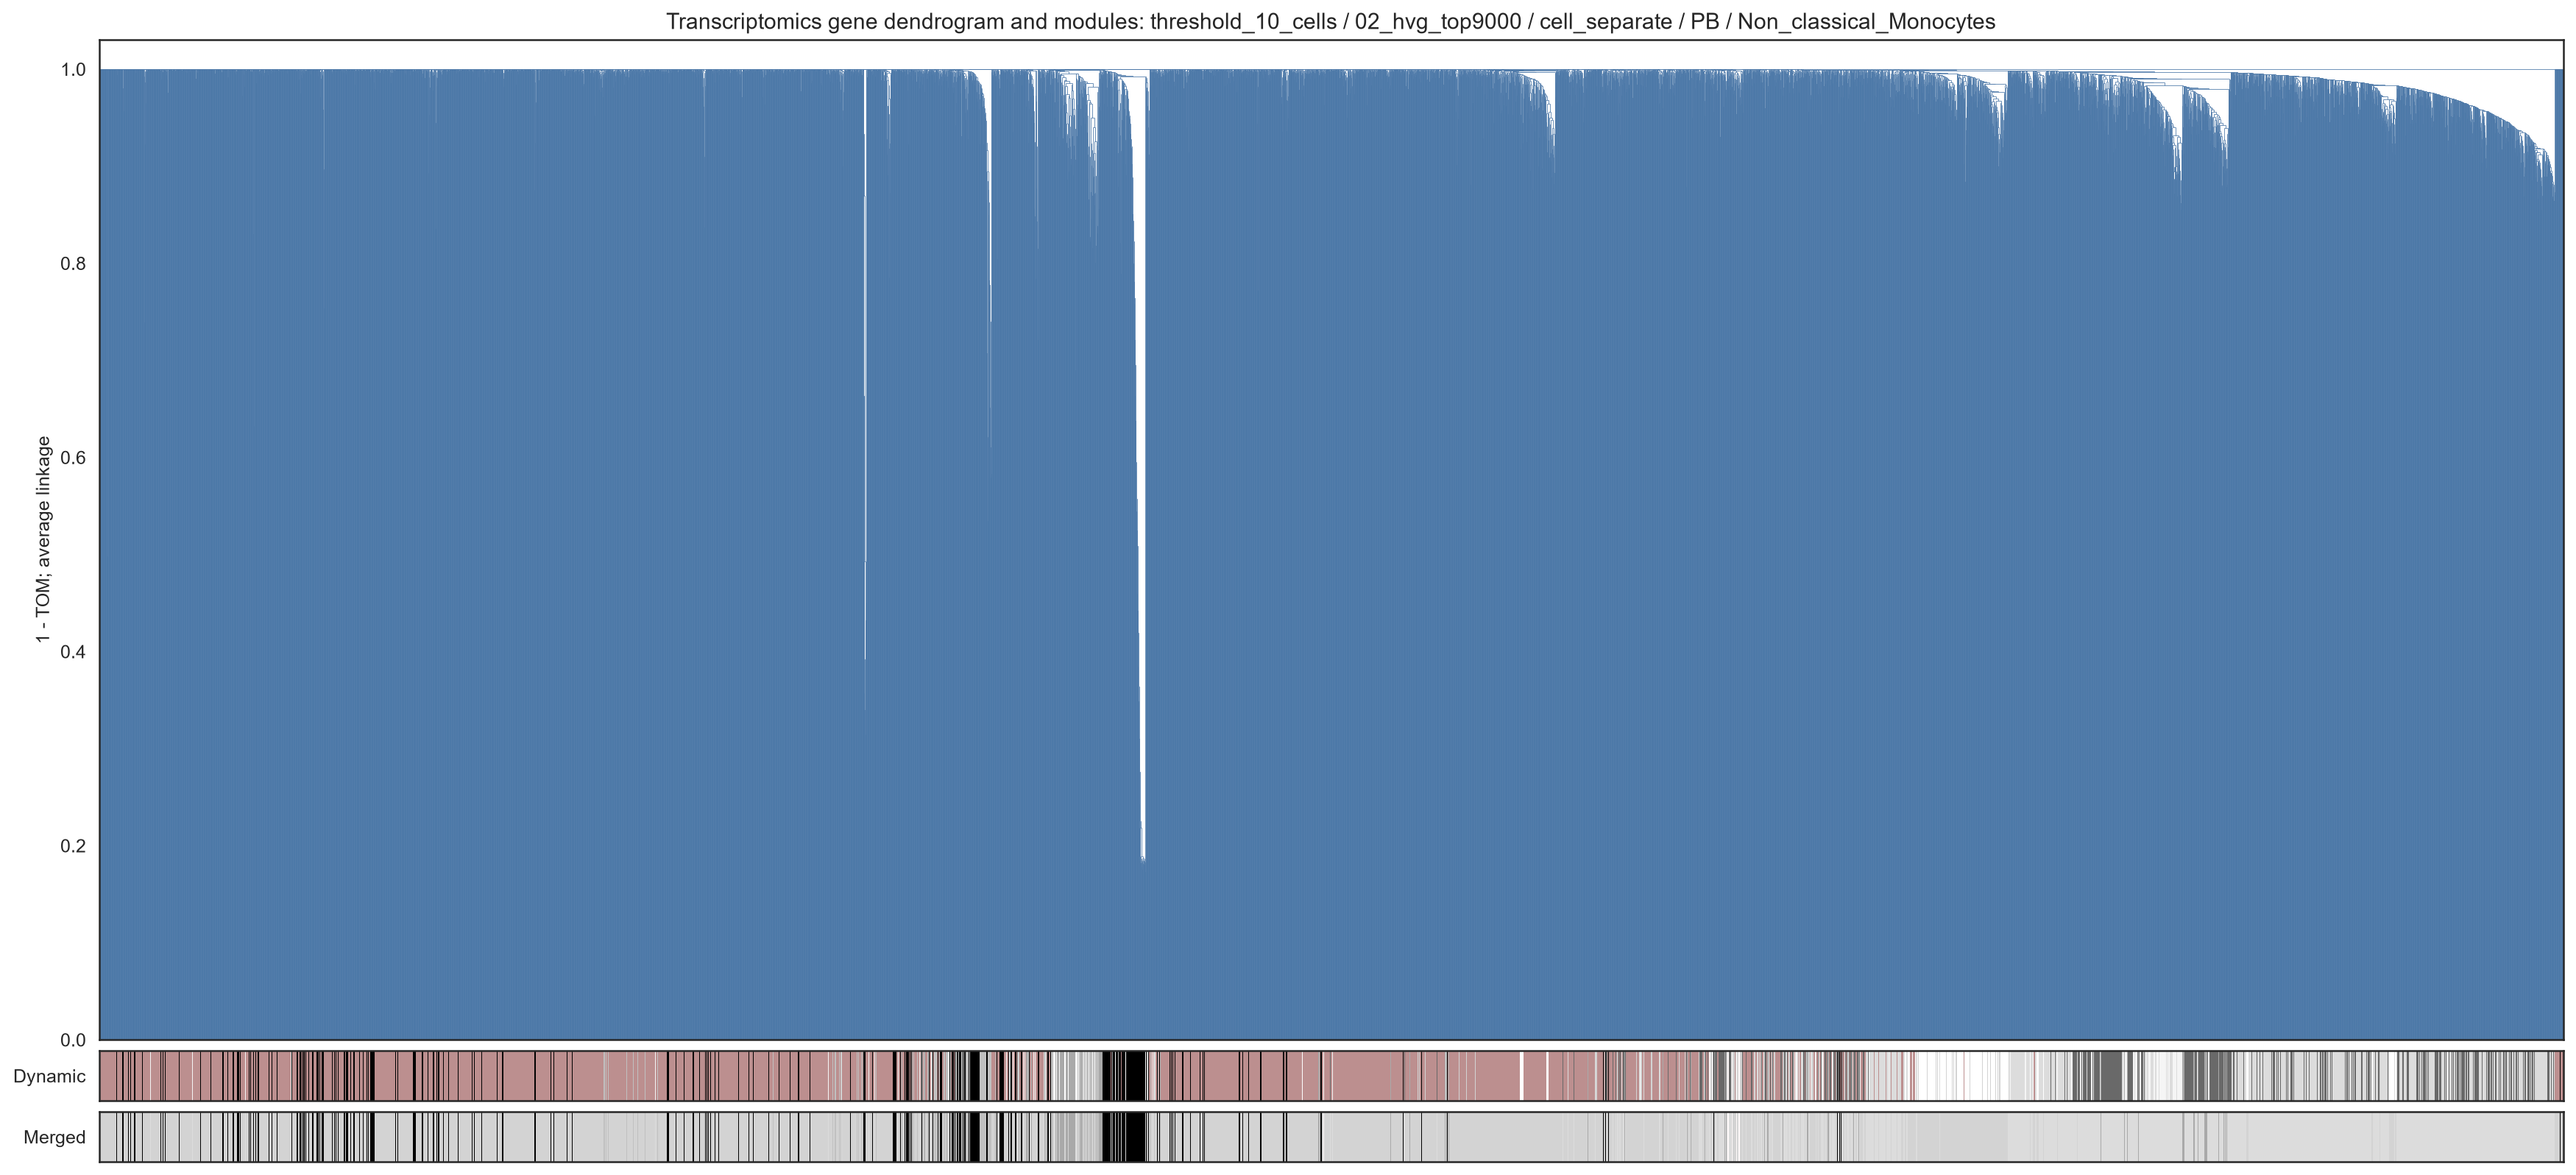 Transcriptomics gene dendrogram and modules: threshold_10_cells / 02_hvg_top9000 / cell_separate / PB / Non_classical_Monocytes
1.0
0.8
0.6
0.4
0.2
0.0
1 - TOM; average linkage
Dynamic
Merged